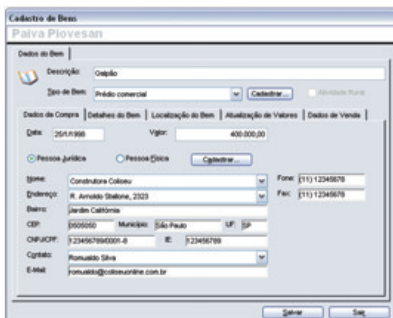 Cadastro de Bem
Paiva Piovesan
Dados do Bem
Descrição: Galpão
Tipo de Bem: Prédio comercial Cadastrar... Atividade Rural
Dados da Compra Detalhes do Bem Localização do Bem Atualização de Valores Dados de Venda
Data: 25/1/1998 Valor: 400.000,00
Pessoa Jurídica Pessoa Física Cadastrar...
Nome: Construtora Coliseu Fone: (11) 12345678
Endereço: R. Arnoldo Stallone, 2323 Fax: (11) 12345678
Bairro: Jardim Califórnia
CEP: 0505050 Município: São Paulo UF: SP
CNPJ/CPF: 123456789/0001-8 IE: 123456789
Contato: Romualdo Silva
E-Mail: romualdo@coliseuonline.com.br
Salvar Sair